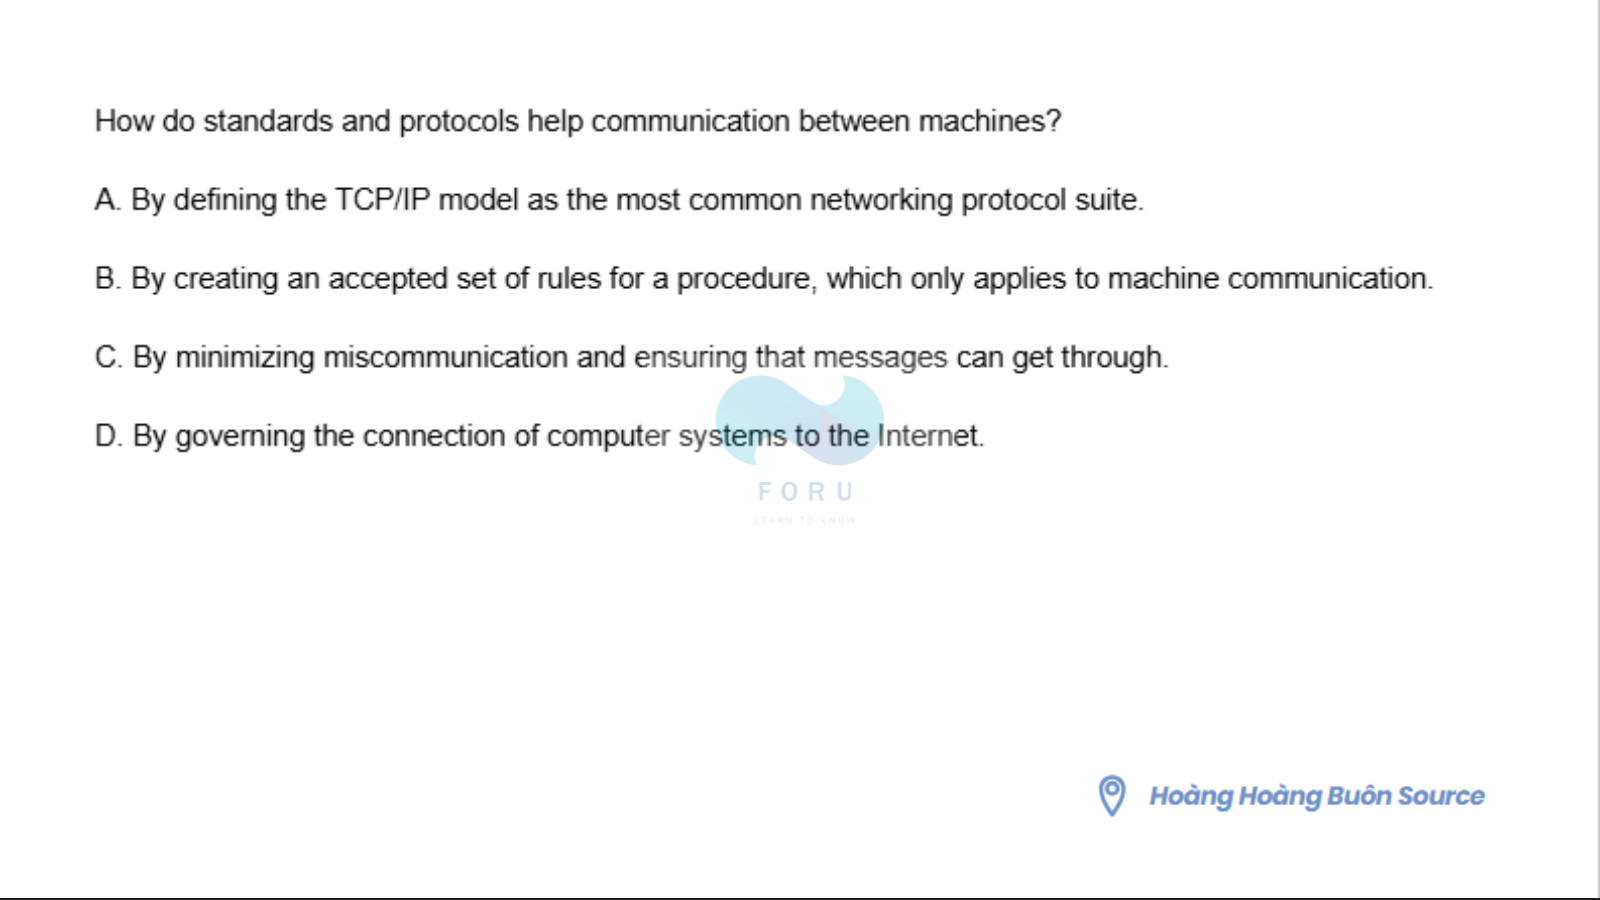 How do standards and protocols help communication between machines?
A. By defining the TCP/IP model as the most common networking protocol suite.
B. By creating an accepted set of rules for a procedure, which only applies to machine communication.
C. By minimizing miscommunication and ensuring that messages can get through.
D. By governing the connection of computer systems to the Internet.
FORU
LEARN TO KNOW
Hoàng Hoàng Buôn Source